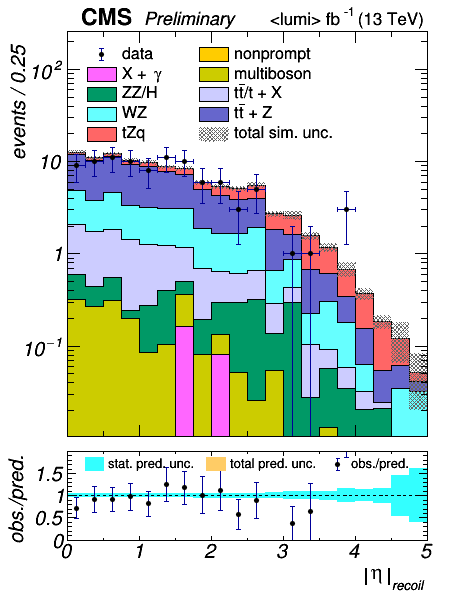 CMS Preliminary <lumi> fb⁻¹ (13 TeV)
events / 0.25
10²
10
1
10⁻¹
data
X + γ
ZZ/H
WZ
tZq
nonprompt
multiboson
tt̄/t + X
tt̄ + Z
total sim. unc.
obs./pred.
1.5
1
0.5
0
stat. pred. unc. total pred. unc. obs./pred.
0 1 2 3 4 5
|η|recoil